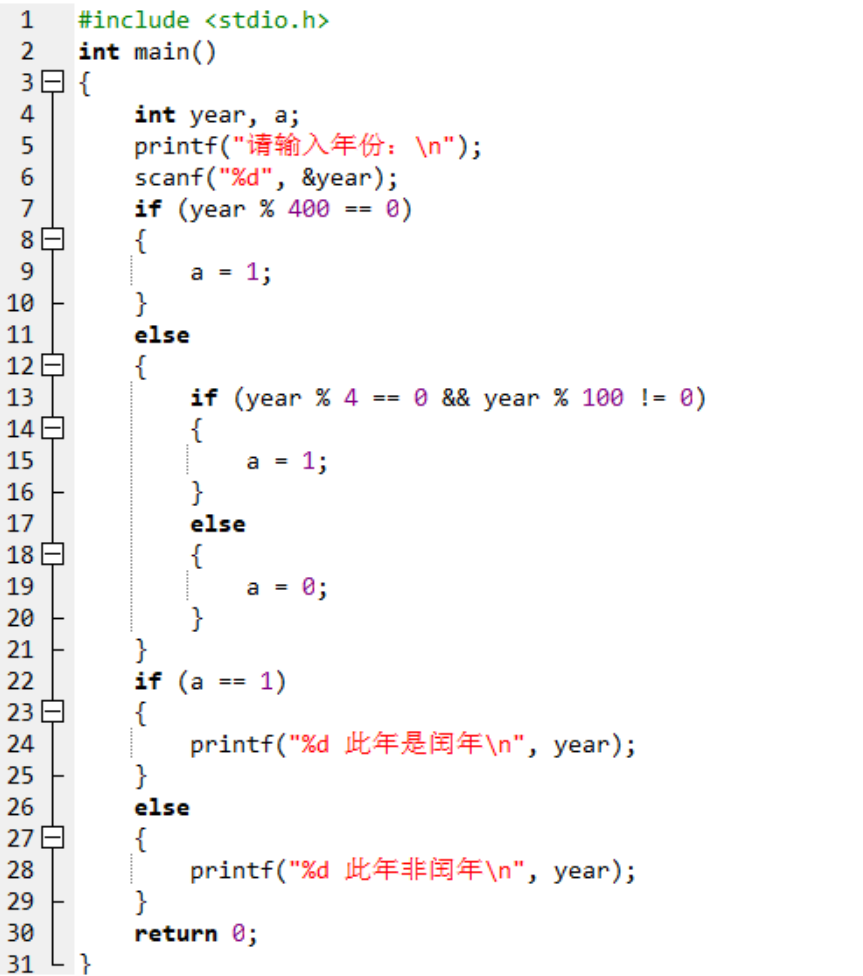 1 #include <stdio.h>
2 int main()
3 {
4     int year, a;
5     printf("请输入年份：\n");
6     scanf("%d", &year);
7     if (year % 400 == 0)
8     {
9         a = 1;
10     }
11     else
12     {
13         if (year % 4 == 0 && year % 100 != 0)
14         {
15             a = 1;
16         }
17         else
18         {
19             a = 0;
20         }
21     }
22     if (a == 1)
23     {
24         printf("%d 此年是闰年\n", year);
25     }
26     else
27     {
28         printf("%d 此年非闰年\n", year);
29     }
30     return 0;
31 }